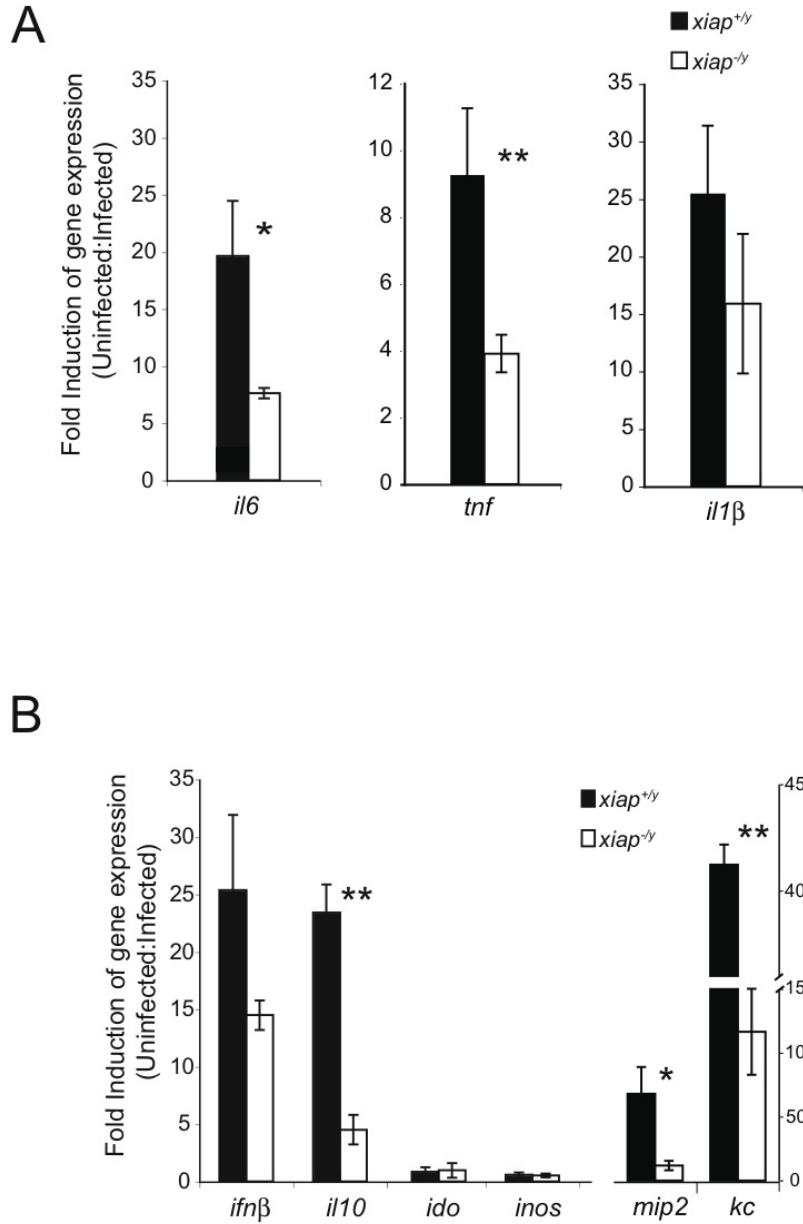 A
xiap+/y
xiap-/y
Fold Induction of gene expression
(Uninfected:Infected)
35
30
25
20
15
10
5
0
*
il6
12
10
8
6
4
2
0
**
tnf
35
30
25
20
15
10
5
0
il1β
B
Fold Induction of gene expression
(Uninfected:Infected)
35
30
25
20
15
10
5
0
**
ifnβ
il10
ido
inos
xiap+/y
xiap-/y
*
**
mip2
kc
50
0